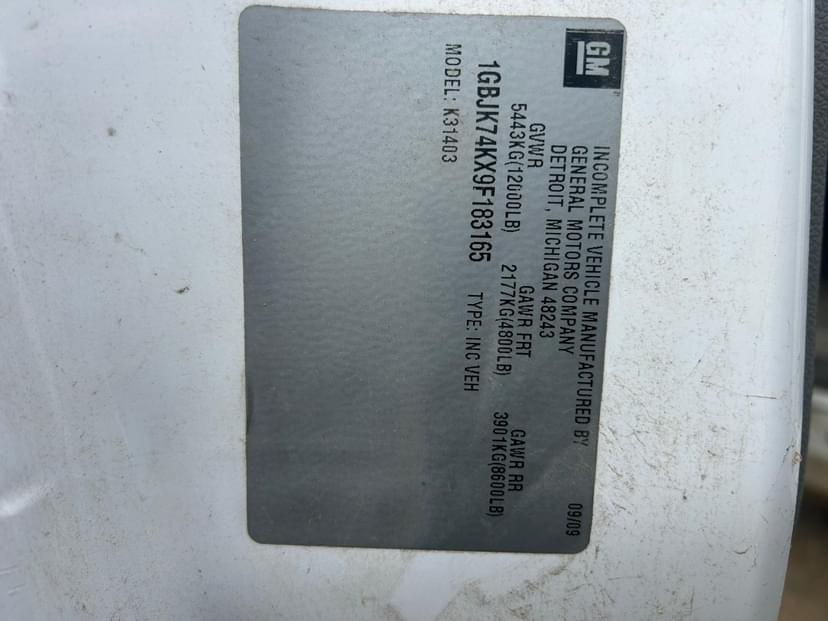 GM
INCOMPLETE VEHICLE MANUFACTURED BY
GENERAL MOTORS COMPANY
DETROIT, MICHIGAN 48243
09/09
GVWR GAWR FRT GAWR RR
5443KG(12000LB) 2177KG(4800LB) 3901KG(8600LB)
1GBJK74KX9F183165 TYPE: INC VEH
MODEL: K31403